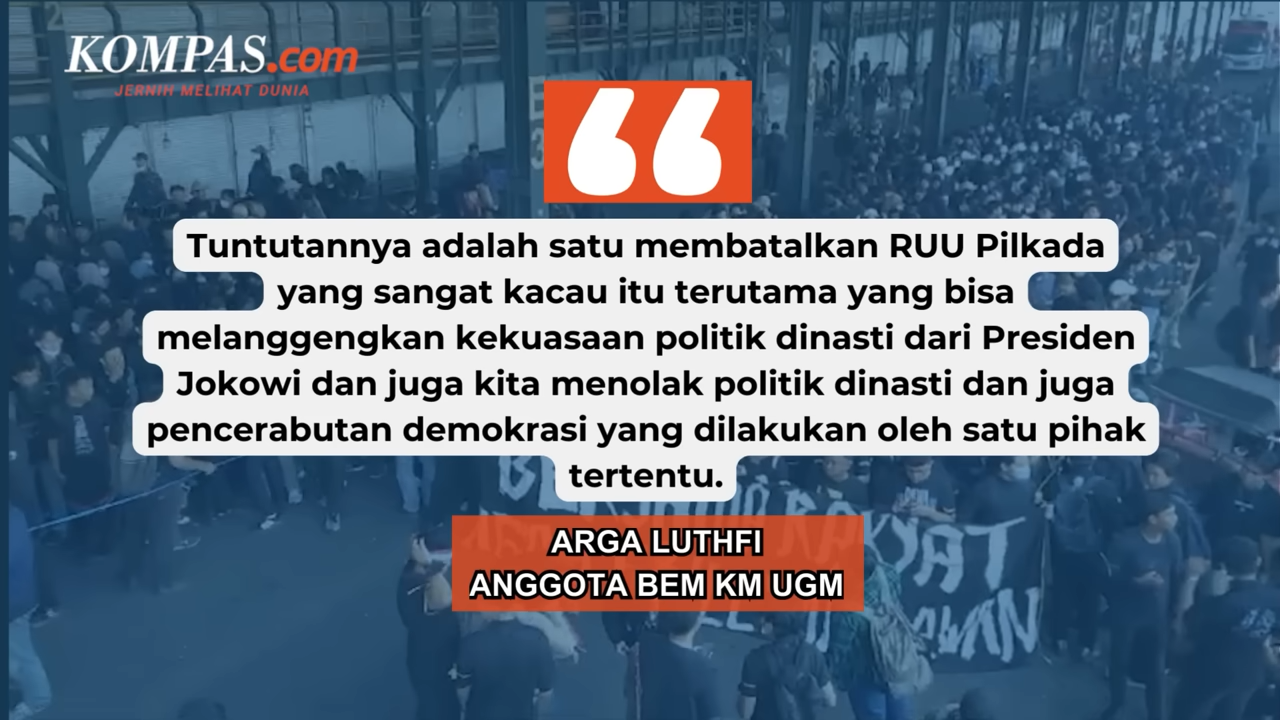 KOMPAS.com
JERNIH MELIHAT DUNIA
Tuntutannya adalah satu membatalkan RUU Pilkada
yang sangat kacau itu terutama yang bisa
melanggengkan kekuasaan politik dinasti dari Presiden
Jokowi dan juga kita menolak politik dinasti dan juga
pencerabutan demokrasi yang dilakukan oleh satu pihak
tertentu.
ARGA LUTHFI
ANGGOTA BEM KM UGM